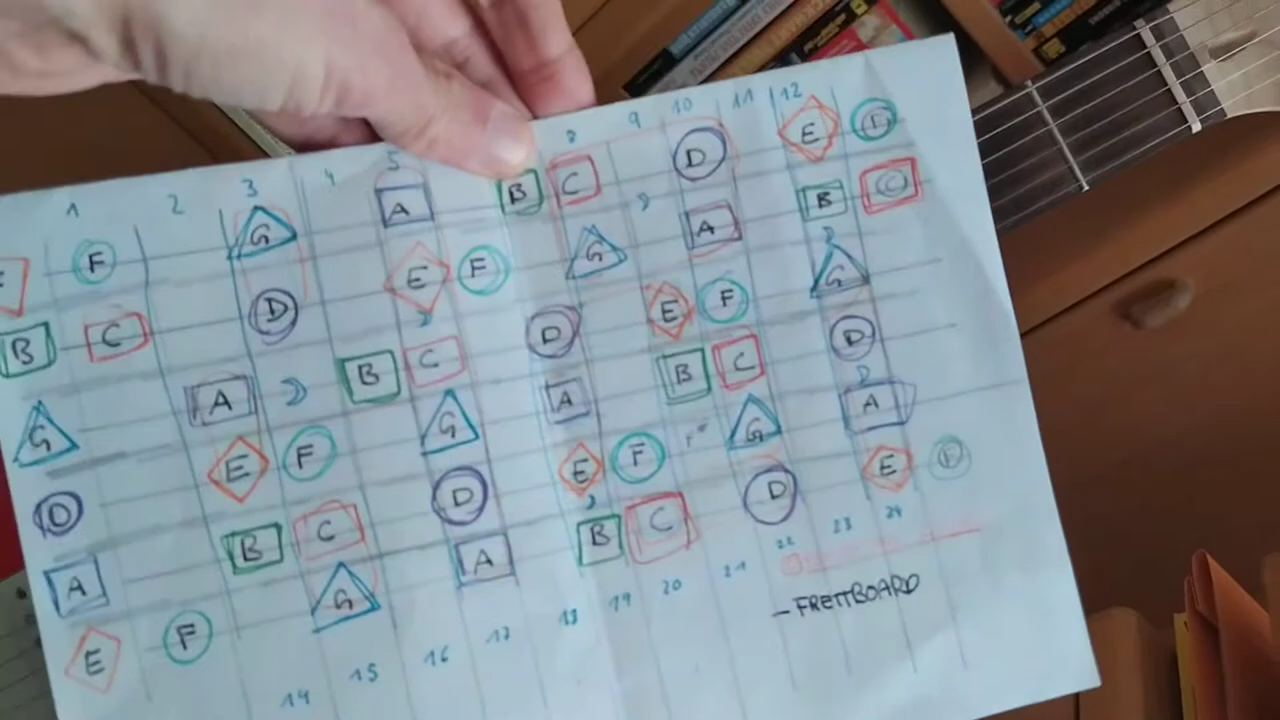 1 2 3 4 5 8 9 10 11 12
F G A B C D E F
B C D E F G A B C
G A B C D E F G
D E F G A B C D
A B C D E F G A
E F G A B C D E F
14 15 16 17 18 19 20 21 22 23 24
- FRETTBOARD